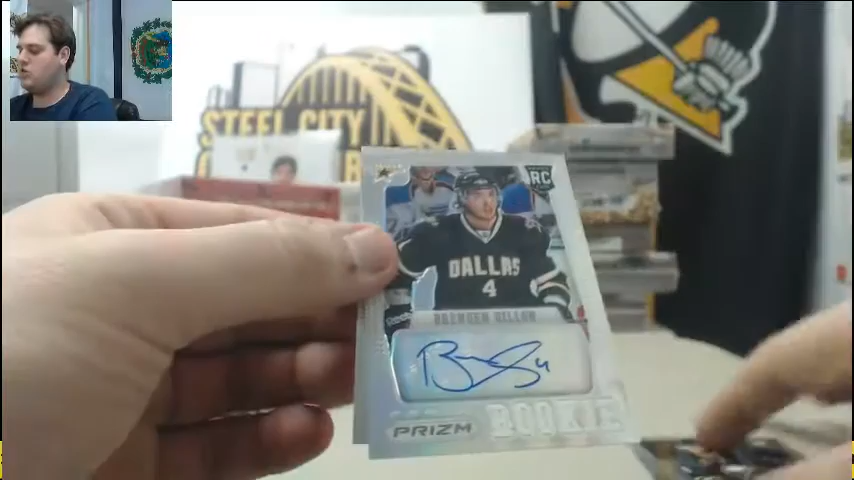 STEEL CITY
RC
DALLAS
4
BRENDEN DILLON
PRIZM
ROOKIE